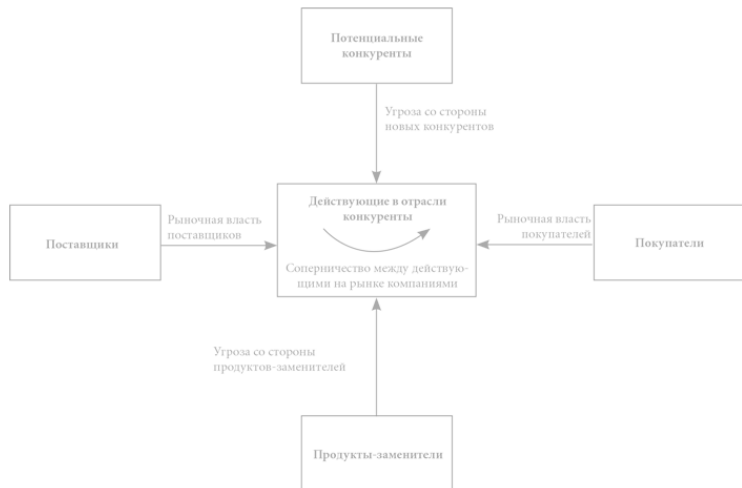 Потенциальные
конкуренты
Угроза со стороны
новых конкурентов
Действующие в отрасли
конкуренты
Рыночная власть
поставщиков
Рыночная власть
покупателей
Поставщики
Покупатели
Соперничество между действую-
щими на рынке компаниями
Угроза со стороны
продуктов-заменителей
Продукты-заменители